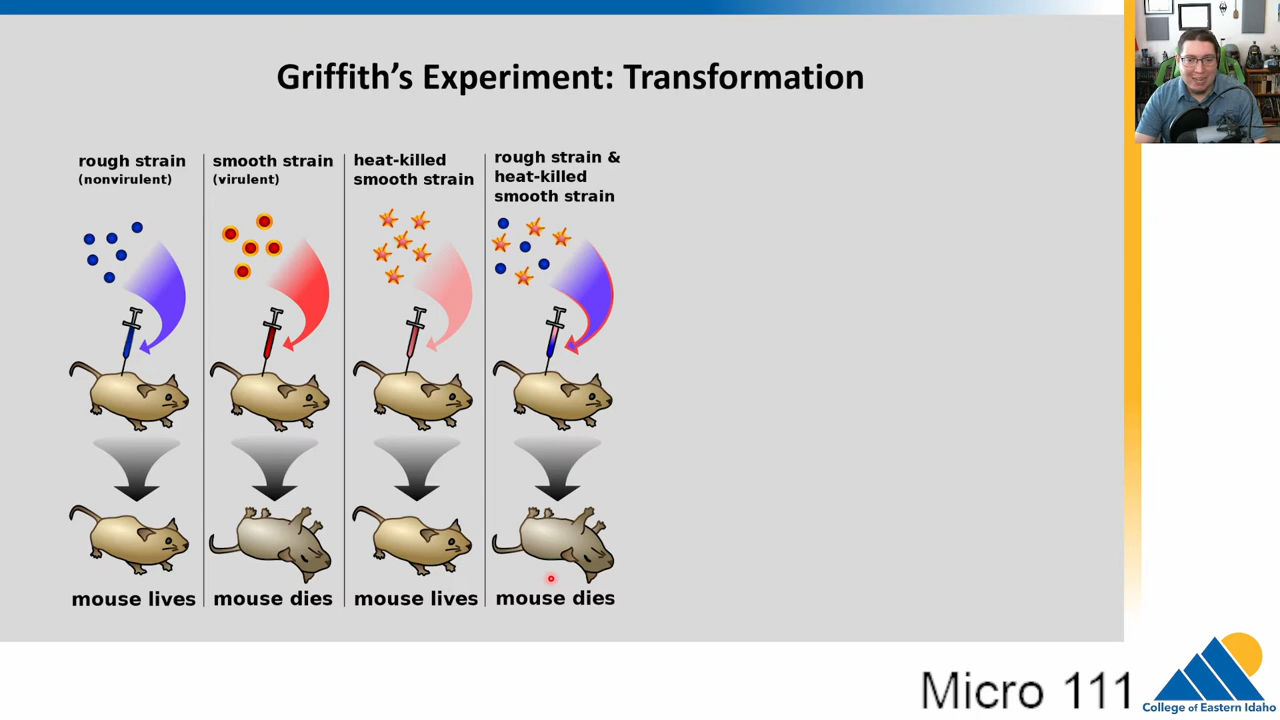 Griffith’s Experiment: Transformation
rough strain
(nonvirulent)
smooth strain
(virulent)
heat-killed
smooth strain
rough strain &
heat-killed
smooth strain
mouse lives
mouse dies
mouse lives
mouse dies
Micro 111
College of Eastern Idaho